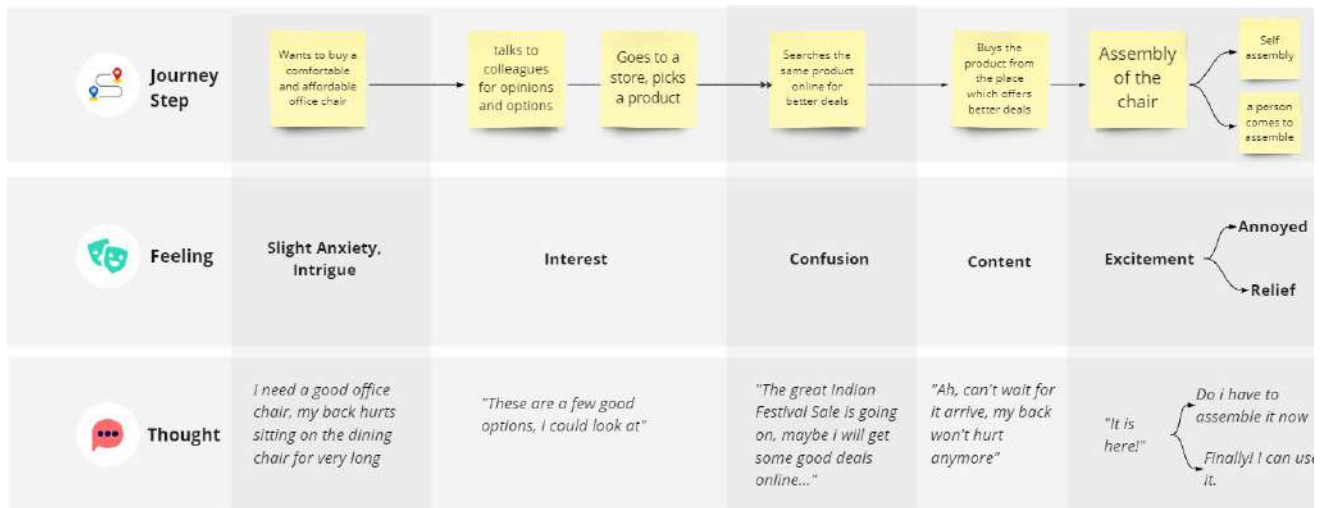 Journey
Step
Wants to buy a
comfortable
and affordable
office chair
talks to
colleagues
for opinions
and options
Goes to a
store, picks
a product
Searches the
same product
online for
better deals
Buys the
product from
the place
which offers
better deals
Assembly
of the
chair
Self
assembly
a person
comes to
assemble
Feeling
Slight Anxiety,
Intrigue
Interest
Confusion
Content
Excitement
Annoyed
Relief
Thought
I need a good office
chair, my back hurts
sitting on the dining
chair for very long
"These are a few good
options, i could look at"
"The great Indian
Festival Sale is going
on, maybe i will get
some good deals
online..."
"Ah, can't wait for
it arrive, my back
won't hurt
anymore"
"It is
here!"
Do i have to
assemble it now
Finally! I can use
it.